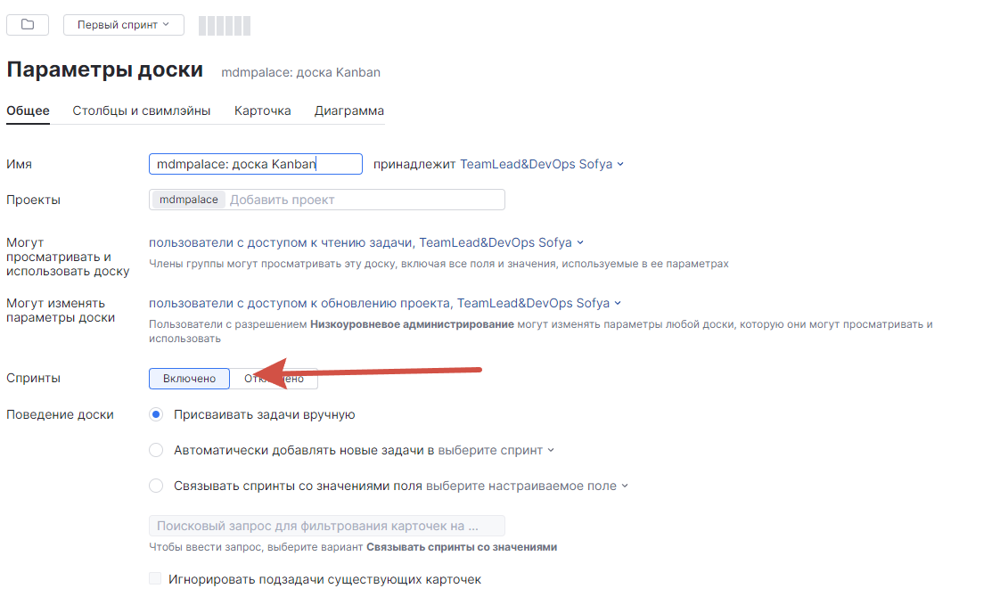 Первый спринт
Параметры доски mdmpalace: доска Kanban
Общее Столбцы и свимлэйны Карточка Диаграмма
Имя mdmpalace: доска Kanban принадлежит TeamLead&DevOps Sofya
Проекты mdmpalace Добавить проект
Могут
просматривать и
использовать доску
пользователи с доступом к чтению задачи, TeamLead&DevOps Sofya
Члены группы могут просматривать эту доску, включая все поля и значения, используемые в ее параметрах
Могут изменять
параметры доски
пользователи с доступом к обновлению проекта, TeamLead&DevOps Sofya
Пользователи с разрешением Низкоуровневое администрирование могут изменять параметры любой доски, которую они могут просматривать и
использовать
Спринты Включено
Поведение доски Присваивать задачи вручную
Автоматически добавлять новые задачи в выберите спринт
Связывать спринты со значениями поля выберите настраиваемое поле
Поисковый запрос для фильтрования карточек на ...
Чтобы ввести запрос, выберите вариант Связывать спринты со значениями
Игнорировать подзадачи существующих карточек